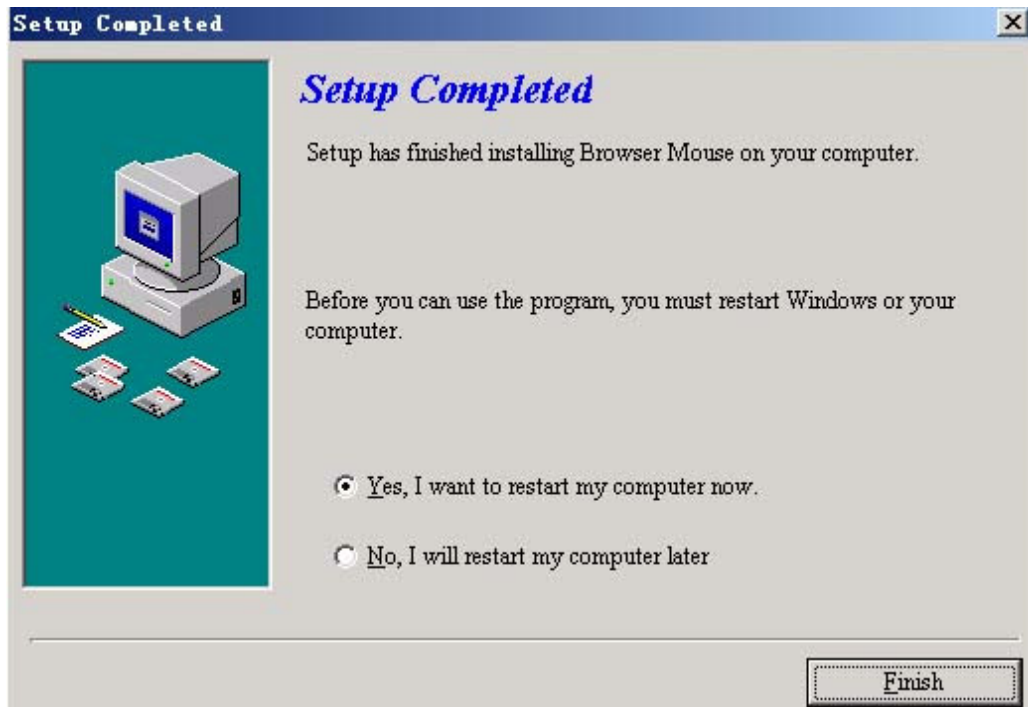 Setup Completed
Setup Completed
Setup has finished installing Browser Mouse on your computer.
Before you can use the program, you must restart Windows or your
computer.
Yes, I want to restart my computer now.
No, I will restart my computer later
Finish